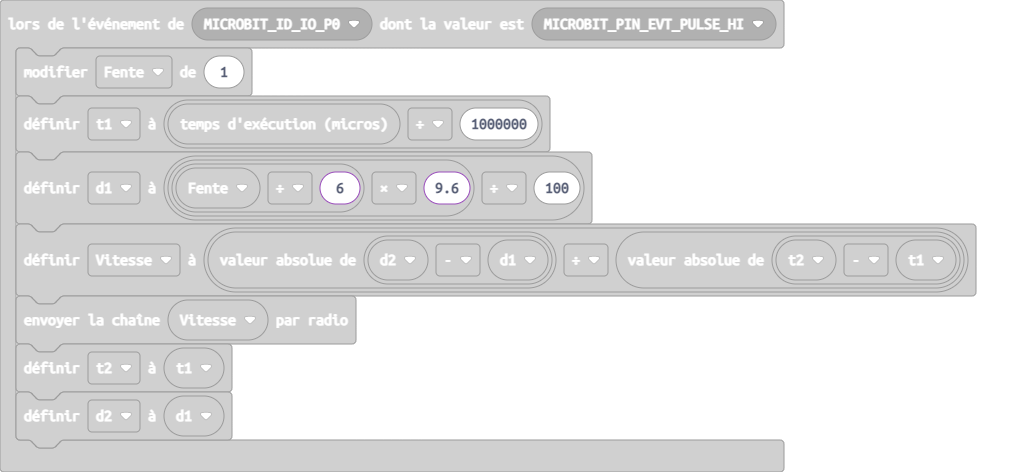 lors de l'événement de MICROBIT_ID_IO_P0 dont la valeur est MICROBIT_PIN_EVT_PULSE_HI
modifier Fente de 1
définir t1 à temps d'exécution (micros) ÷ 1000000
définir d1 à Fente ÷ 6 × 9.6 ÷ 100
définir Vitesse à valeur absolue de d2 - d1 ÷ valeur absolue de t2 - t1
envoyer la chaîne Vitesse par radio
définir t2 à t1
définir d2 à d1